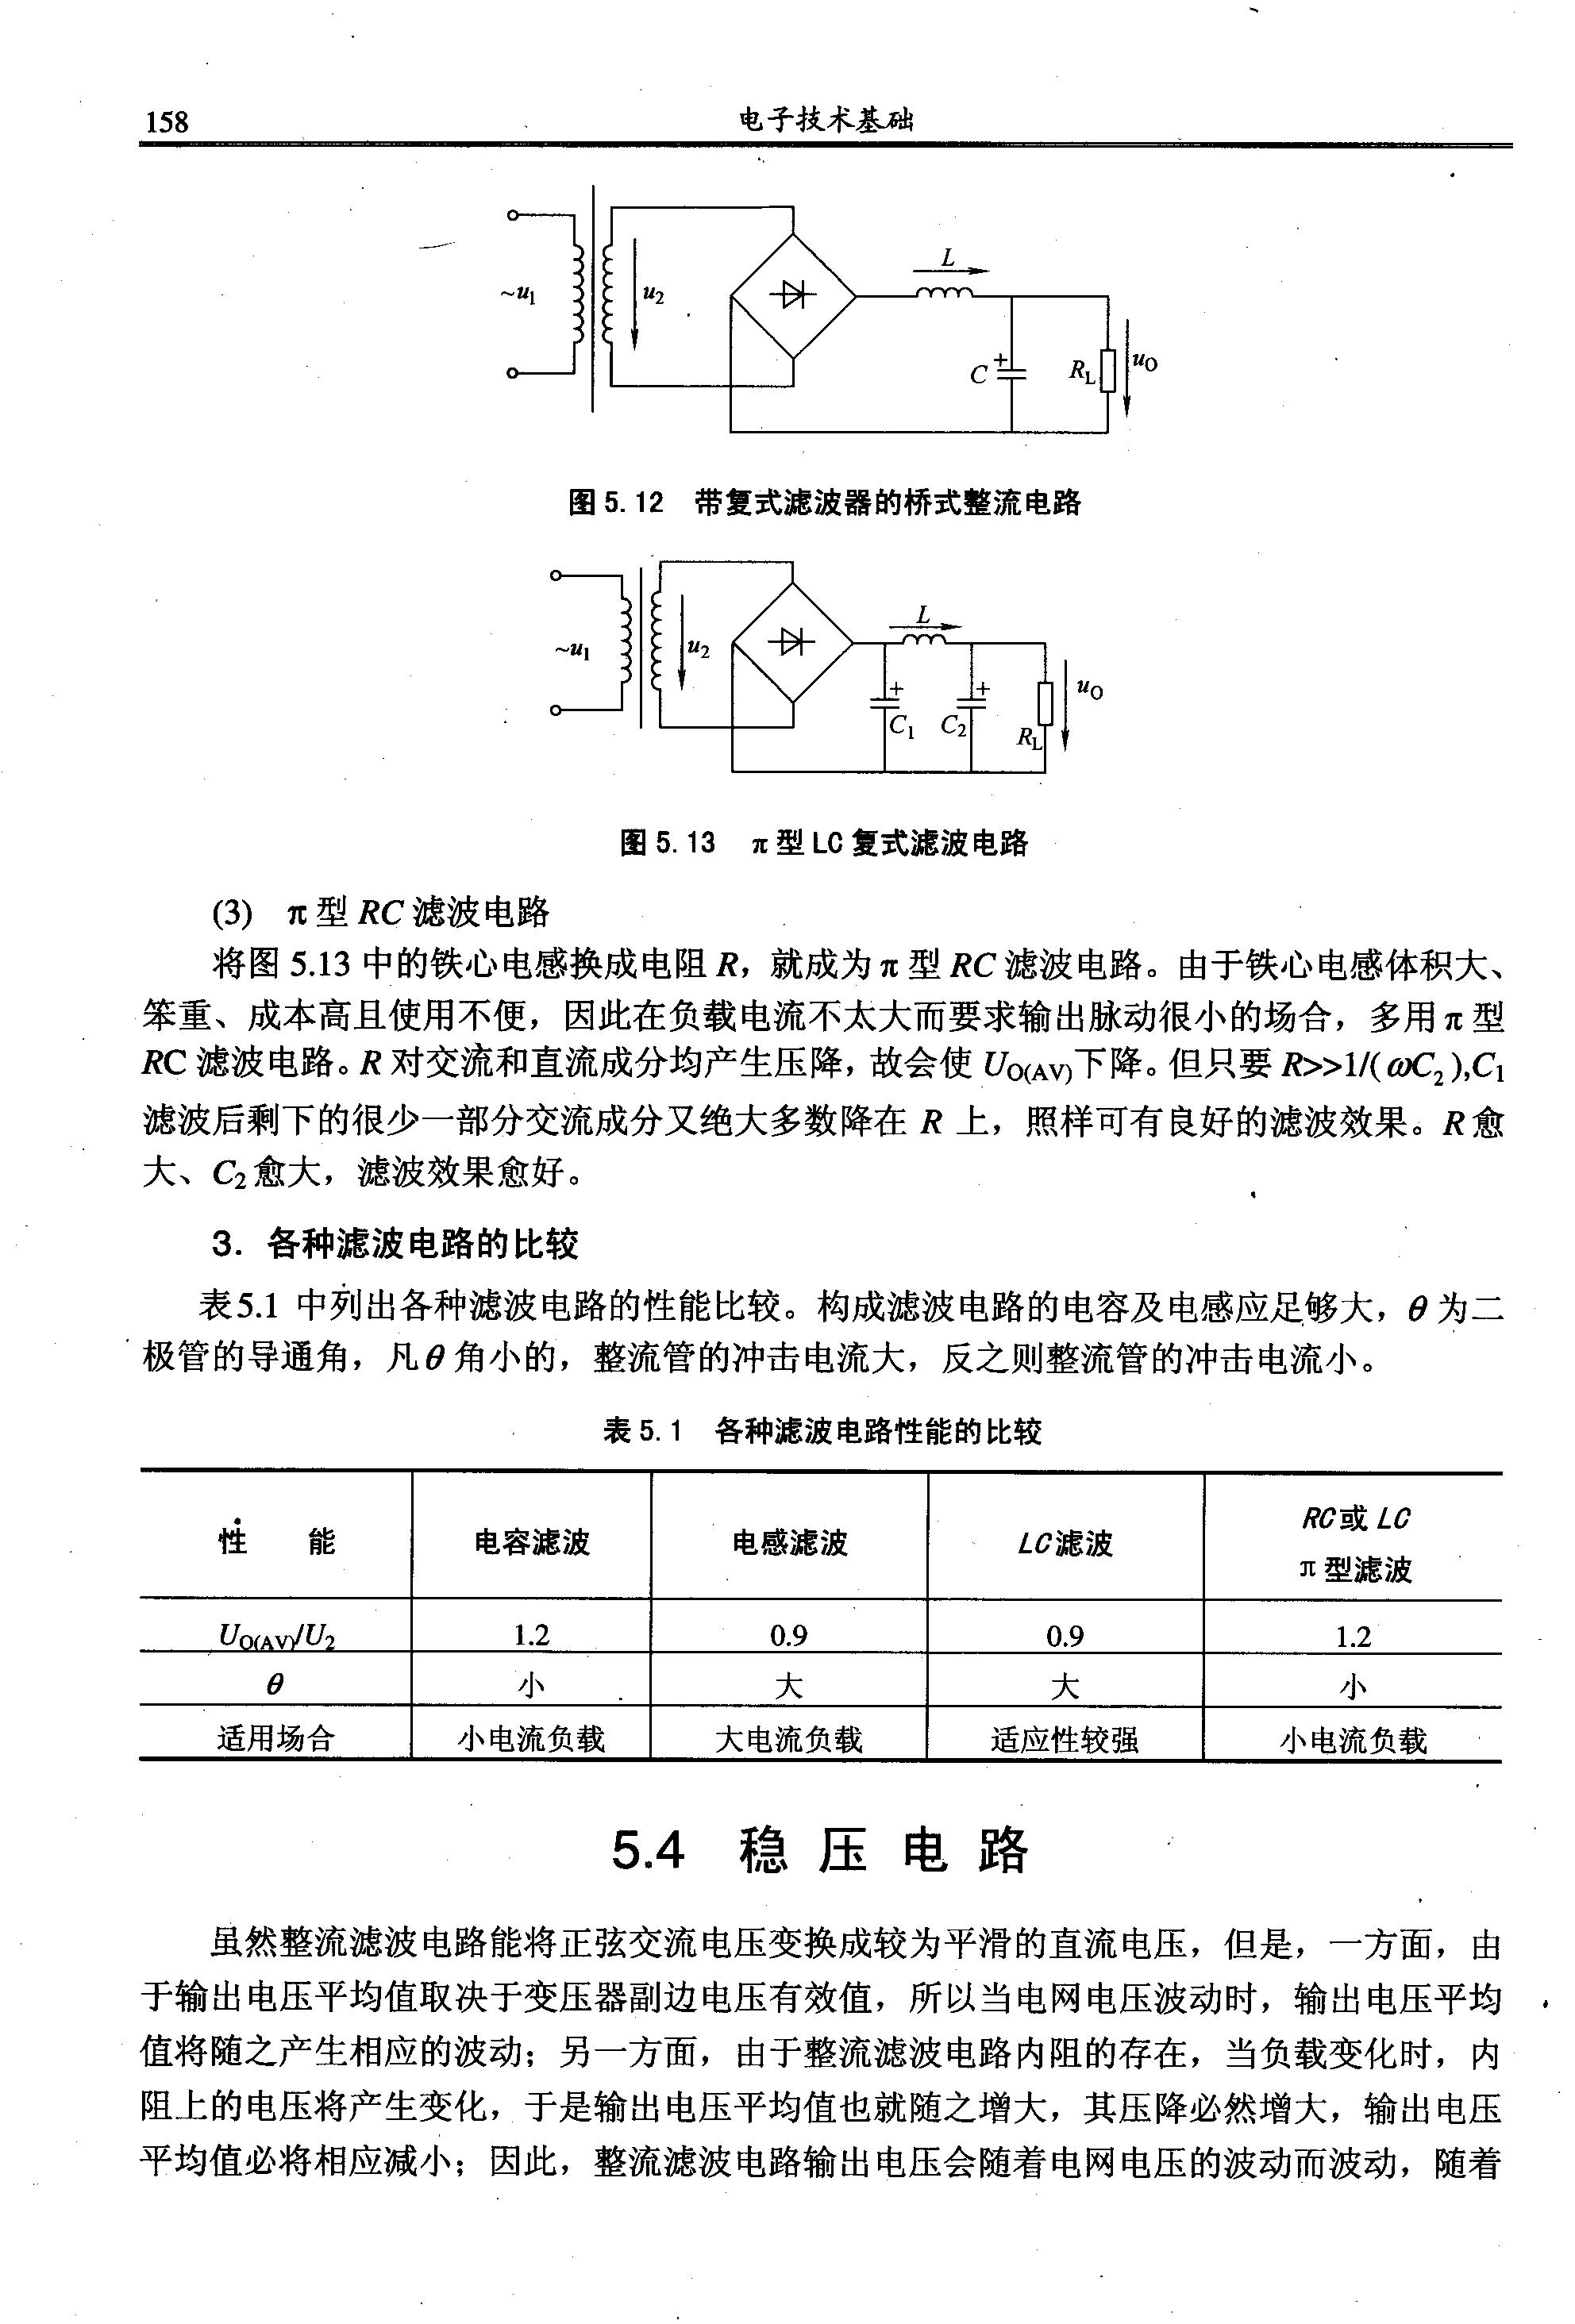 158
电子技术基础
~u1
u2
L
C
+
RL
uO
图 5.12 带复式滤波器的桥式整流电路
~u1
u2
L
+
C1
+
C2
RL
uO
图 5.13 π型 LC 复式滤波电路
(3) π型 RC 滤波电路
将图 5.13 中的铁心电感换成电阻 R，就成为π型 RC 滤波电路。由于铁心电感体积大、
笨重、成本高且使用不便，因此在负载电流不太大而要求输出脉动很小的场合，多用π型
RC 滤波电路。R 对交流和直流成分均产生压降，故会使 UO(AV)下降。但只要 R>>1/(ωC2),C1
滤波后剩下的很少一部分交流成分又绝大多数降在 R 上，照样可有良好的滤波效果。R愈
大、C2愈大，滤波效果愈好。
3. 各种滤波电路的比较
表5.1 中列出各种滤波电路的性能比较。构成滤波电路的电容及电感应足够大，θ为二
极管的导通角，凡θ角小的，整流管的冲击电流大，反之则整流管的冲击电流小。
表 5.1 各种滤波电路性能的比较
性 能 电容滤波 电感滤波 LC滤波 RC或 LC
π型滤波
UO(AV)/U2 1.2 0.9 0.9 1.2
θ 小 大 大 小
适用场合 小电流负载 大电流负载 适应性较强 小电流负载
5.4 稳 压 电 路
虽然整流滤波电路能将正弦交流电压变换成较为平滑的直流电压，但是，一方面，由
于输出电压平均值取决于变压器副边电压有效值，所以当电网电压波动时，输出电压平均
值将随之产生相应的波动；另一方面，由于整流滤波电路内阻的存在，当负载变化时，内
阻上的电压将产生变化，于是输出电压平均值也就随之增大，其压降必然增大，输出电压
平均值必将相应减小；因此，整流滤波电路输出电压会随着电网电压的波动而波动，随着